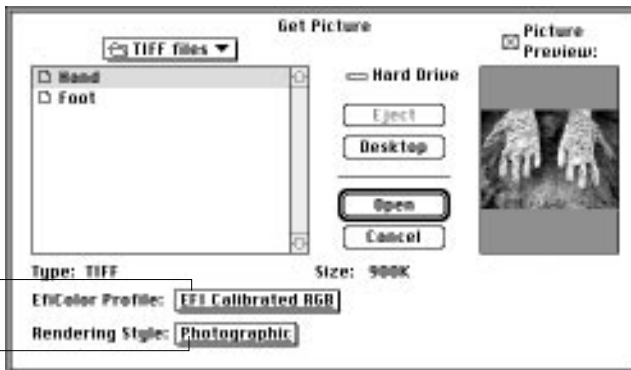 Get Picture
TIFF files
Picture
Preview:
Hand
Foot
Hard Drive
Eject
Desktop
Open
Cancel
Type: TIFF
Size: 900K
EfiColor Profile: EFI Calibrated RGB
Rendering Style: Photographic